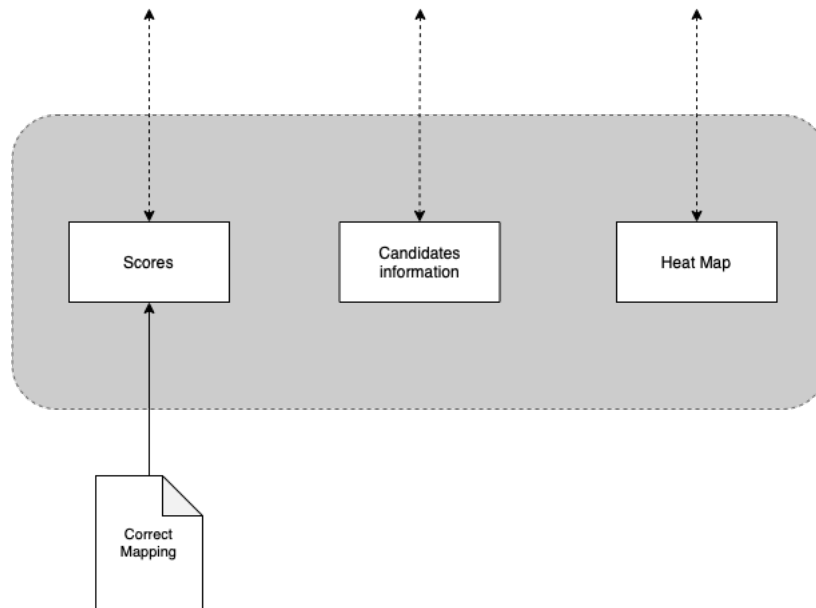 Scores
Candidates
information
Heat Map
Correct
Mapping